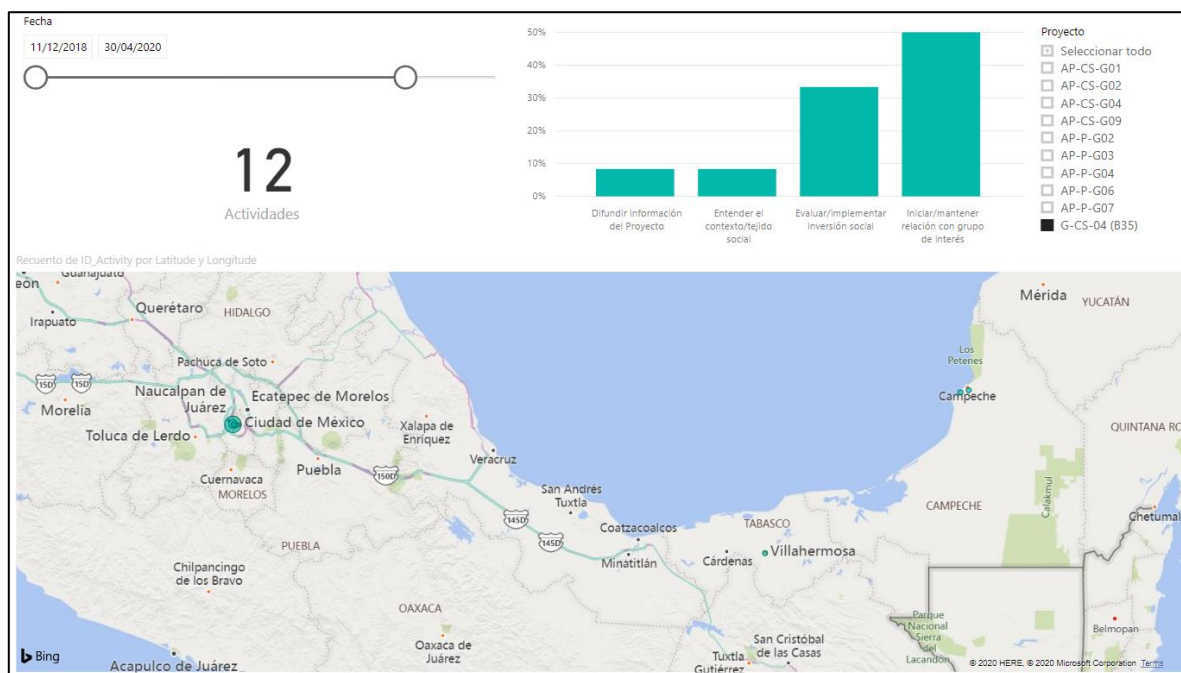 Fecha
11/12/2018 30/04/2020
12
Actividades
50%
40%
30%
20%
10%
0%
Difundir información
del Proyecto
Entender el
contexto/tejido
social
Evaluar/implementar
inversión social
Iniciar/mantener
relación con grupo
de interés
Proyecto
Seleccionar todo
AP-CS-G01
AP-CS-G02
AP-CS-G04
AP-CS-G09
AP-P-G02
AP-P-G03
AP-P-G04
AP-P-G06
AP-P-G07
G-CS-04 (B35)
Recuento de ID_Activity por Latitude y Longitude
Guanajuato
Irapuato
Querétaro
HIDALGO
Pachuca de Soto
15D 15D
Morelia
Naucalpan de
Juárez
Ecatepec de Morelos
Ciudad de México
Toluca de Lerdo
Cuernavaca
MORELOS
Puebla
150D
Xalapa de
Enríquez
Veracruz
PUEBLA
San Andrés
Tuxtla
145D
145D
Coatzacoalcos
Minatitlán
TABASCO
Cárdenas
Villahermosa
Chilpancingo
de los Bravo
OAXACA
Oaxaca de
Juárez
Acapulco de Juárez
San Cristóbal
de las Casas
Tuxtla
Gutiérrez
Mérida
YUCATÁN
Los
Petenes
Campeche
QUINTANA RO
CAMPECHE
Calakmul
Chetumal
Parque
Nacional
Sierra
del
Lacandón
Belmopan
Bing
© 2020 HERE, © 2020 Microsoft Corporation Terms